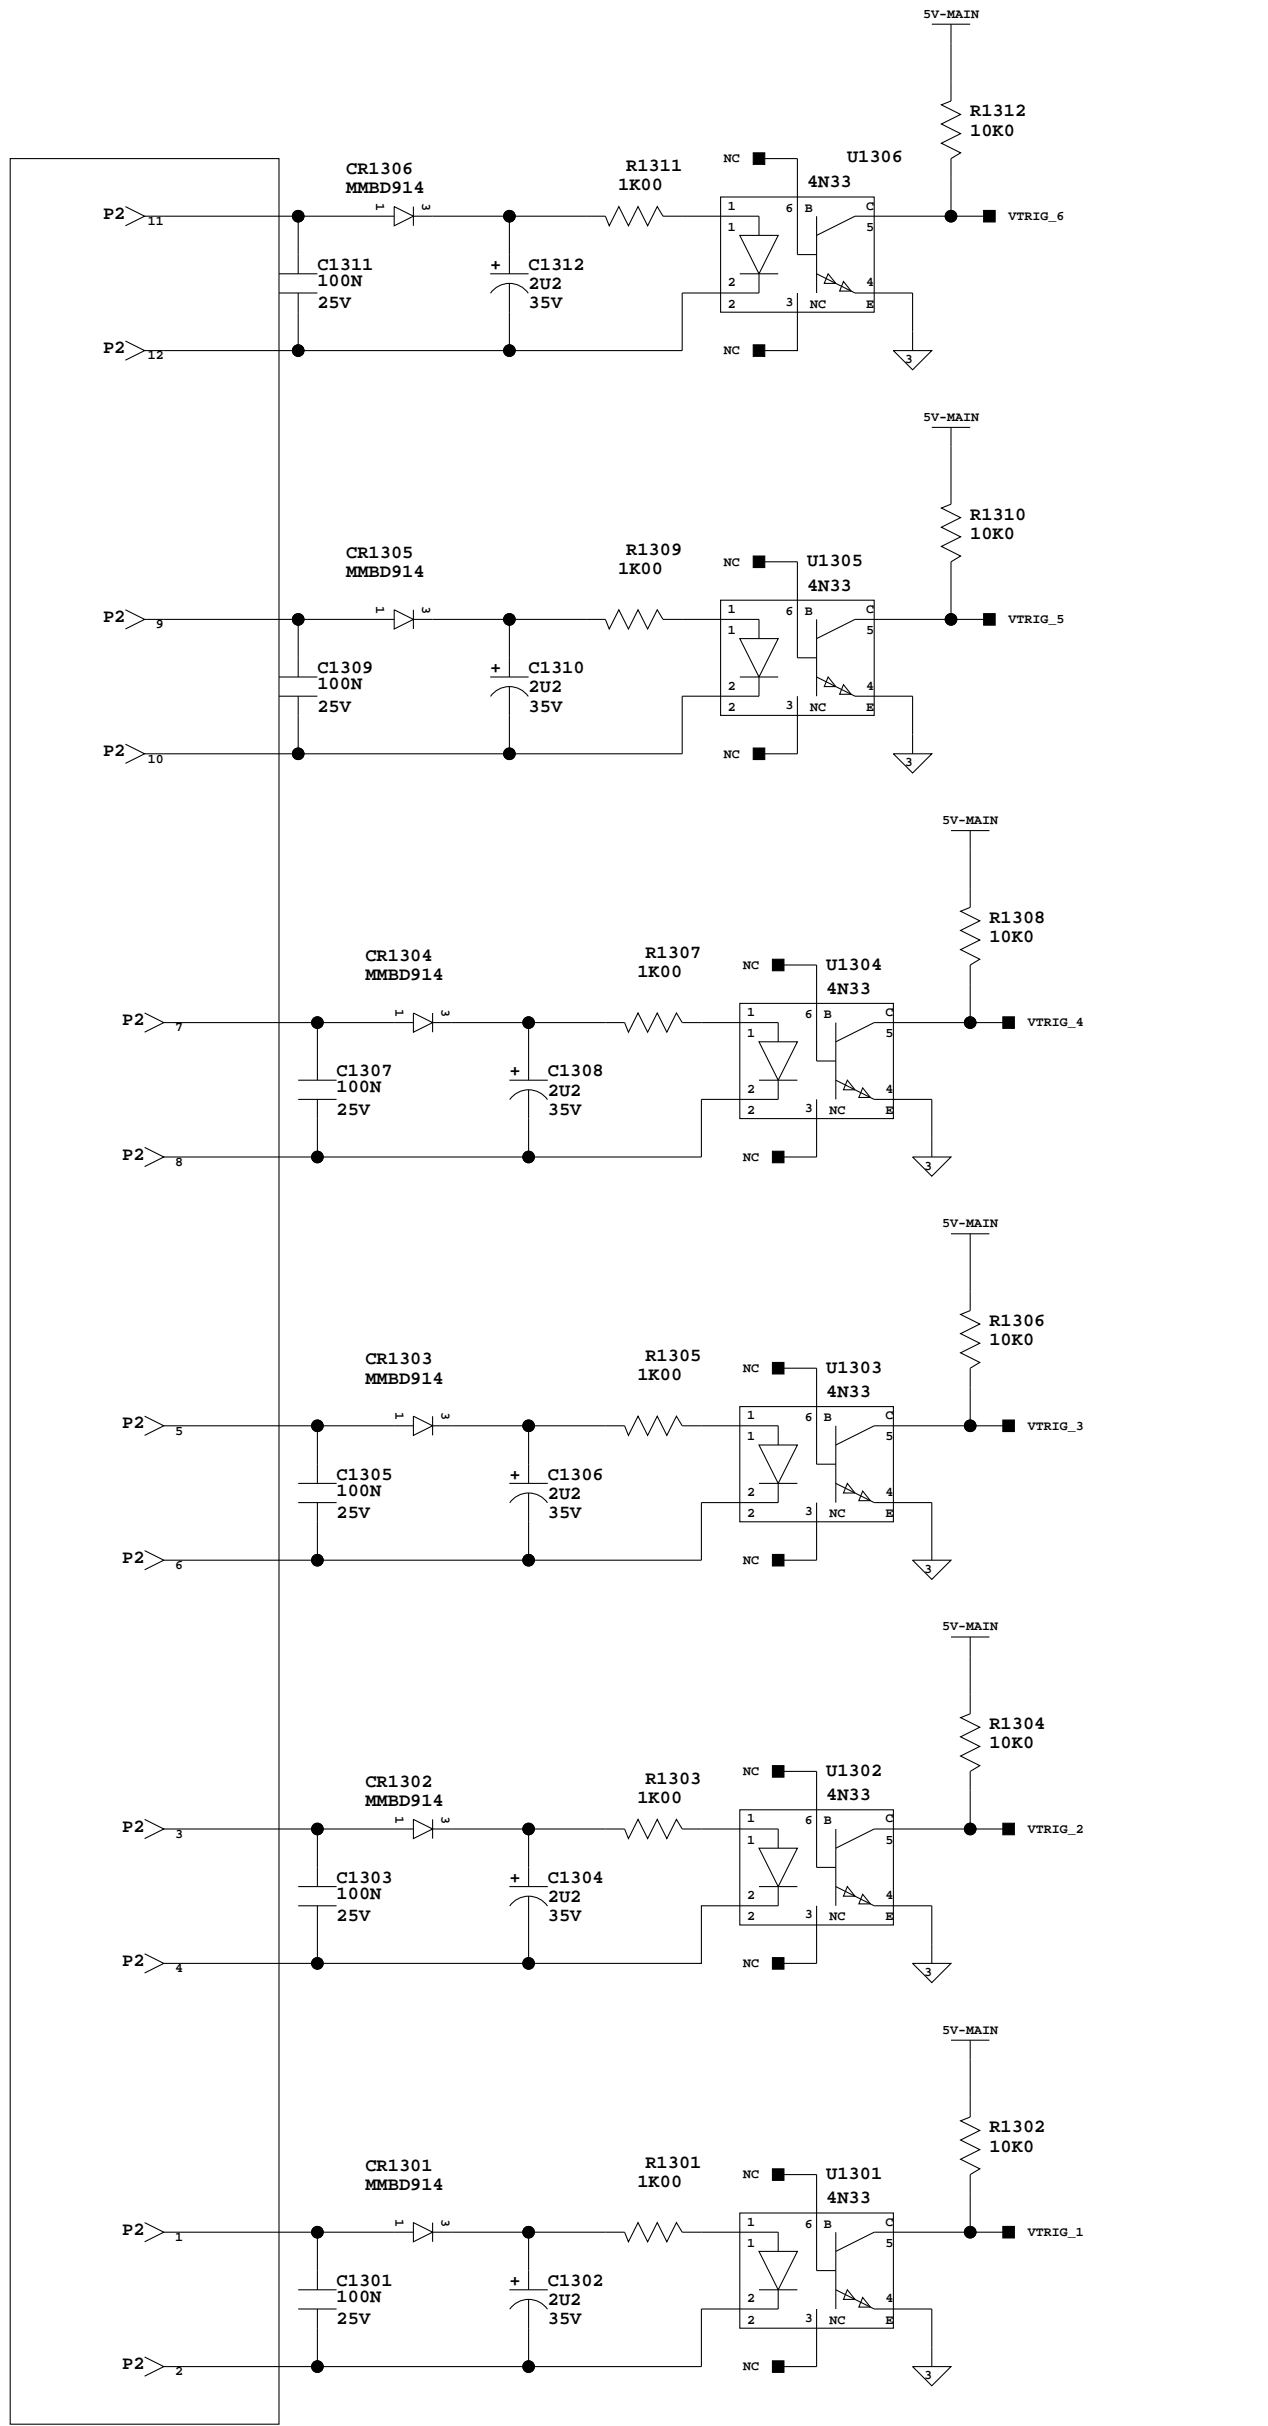 5V-MAIN
R1312
10K0
CR1306
MMBD914
R1311
1K00
NC
U1306
4N33
P2
11
1
3
1
1
6
B
C
5
VTRIG_6
C1311
100N
25V
+
C1312
2U2
35V
2
2
3
NC
4
E
P2
12
NC
3
5V-MAIN
R1310
10K0
CR1305
MMBD914
R1309
1K00
NC
U1305
4N33
P2
9
1
3
1
1
6
B
C
5
VTRIG_5
C1309
100N
25V
+
C1310
2U2
35V
2
2
3
NC
4
E
P2
10
NC
3
5V-MAIN
R1308
10K0
CR1304
MMBD914
R1307
1K00
NC
U1304
4N33
P2
7
1
3
1
1
6
B
C
5
VTRIG_4
C1307
100N
25V
+
C1308
2U2
35V
2
2
3
NC
4
E
P2
8
NC
3
5V-MAIN
R1306
10K0
CR1303
MMBD914
R1305
1K00
NC
U1303
4N33
P2
5
1
3
1
1
6
B
C
5
VTRIG_3
C1305
100N
25V
+
C1306
2U2
35V
2
2
3
NC
4
E
P2
6
NC
3
5V-MAIN
R1304
10K0
CR1302
MMBD914
R1303
1K00
NC
U1302
4N33
P2
3
1
3
1
1
6
B
C
5
VTRIG_2
C1303
100N
25V
+
C1304
2U2
35V
2
2
3
NC
4
E
P2
4
NC
3
5V-MAIN
R1302
10K0
CR1301
MMBD914
R1301
1K00
NC
U1301
4N33
P2
1
1
3
1
1
6
B
C
5
VTRIG_1
C1301
100N
25V
+
C1302
2U2
35V
2
2
3
NC
4
E
P2
2
NC
3